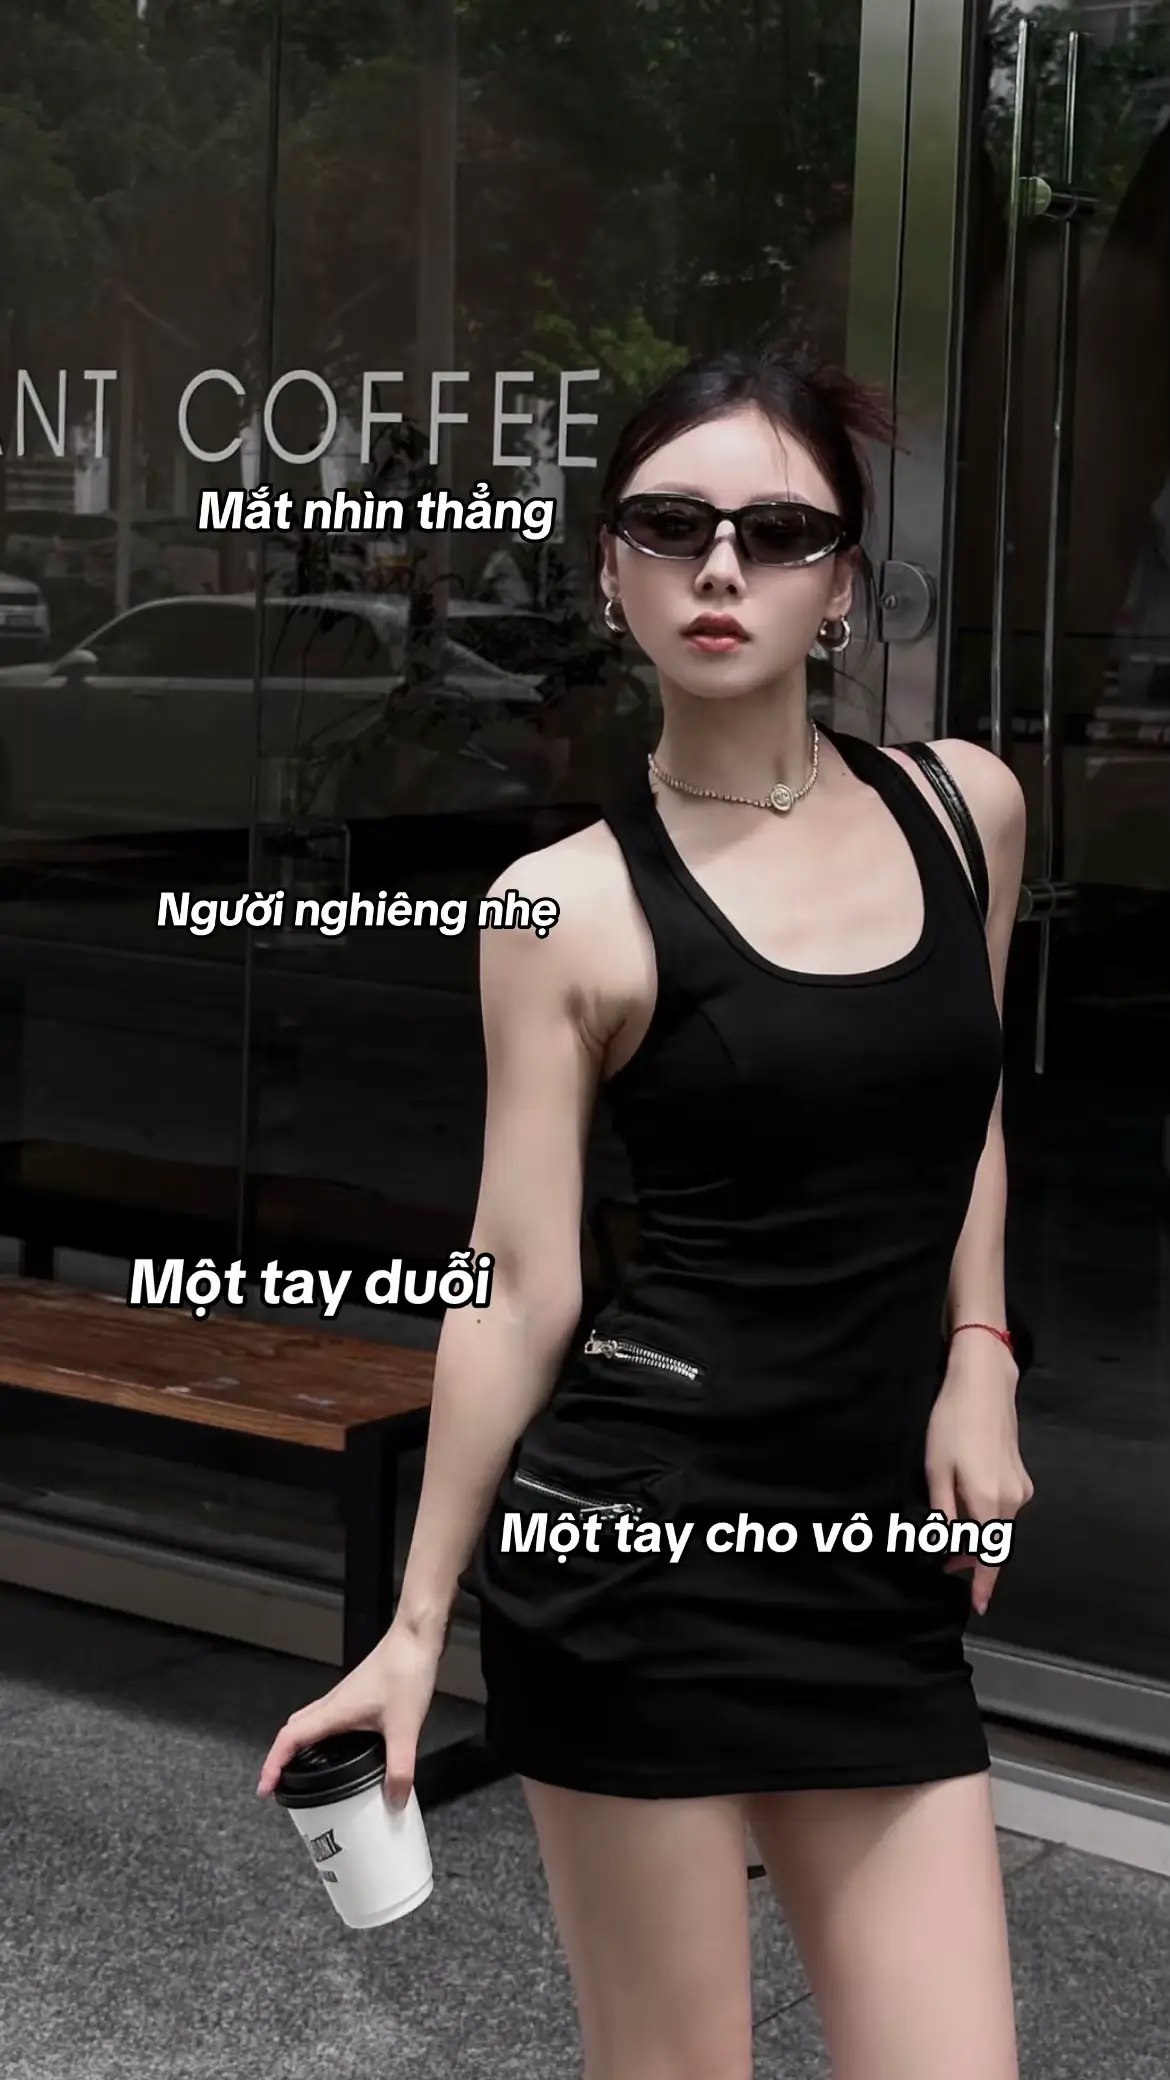 ANT COFFEE
Mắt nhìn thẳng
Người nghiêng nhẹ
Một tay duỗi
Một tay cho vô hông